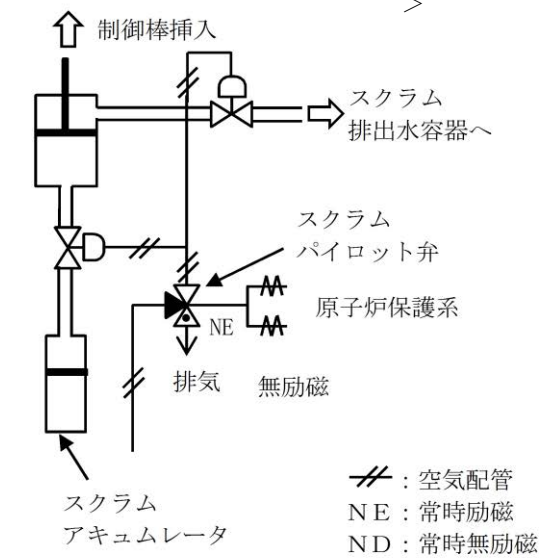 >
制御棒挿入
スクラム
排出水容器へ
スクラム
パイロット弁
原子炉保護系
NE
排気
無励磁
スクラム
アキュムレータ
:空気配管
NE:常時励磁
ND:常時無励磁